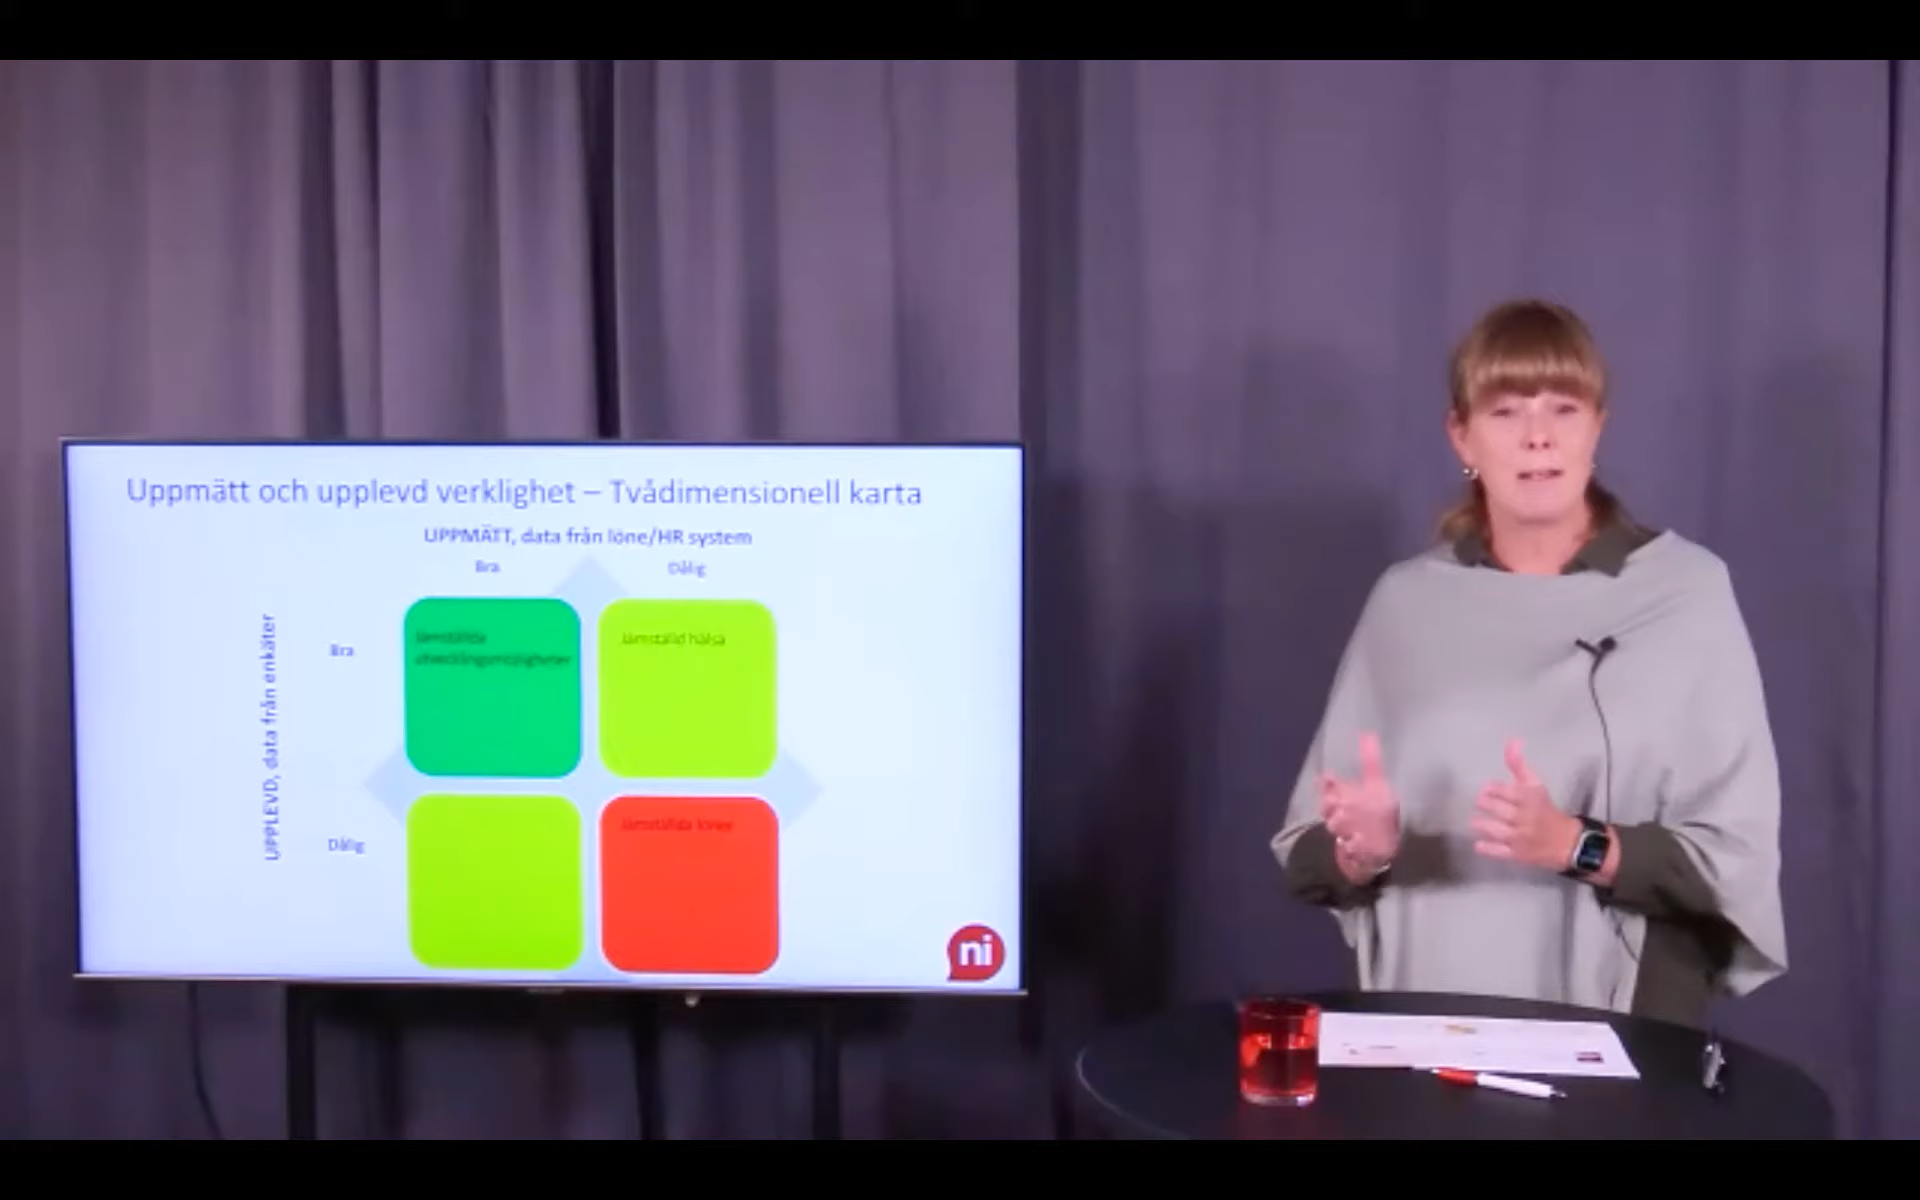 Uppmätt och upplevd verklighet – Tvådimensionell karta
UPPMÄTT, data från löne/HR system
Bra
Dålig
UPPLEVD, data från enkäter
Bra
Jämställda
utvecklingsmöjligheter
Jämställd hälsa
Dålig
Jämställda löner
ni